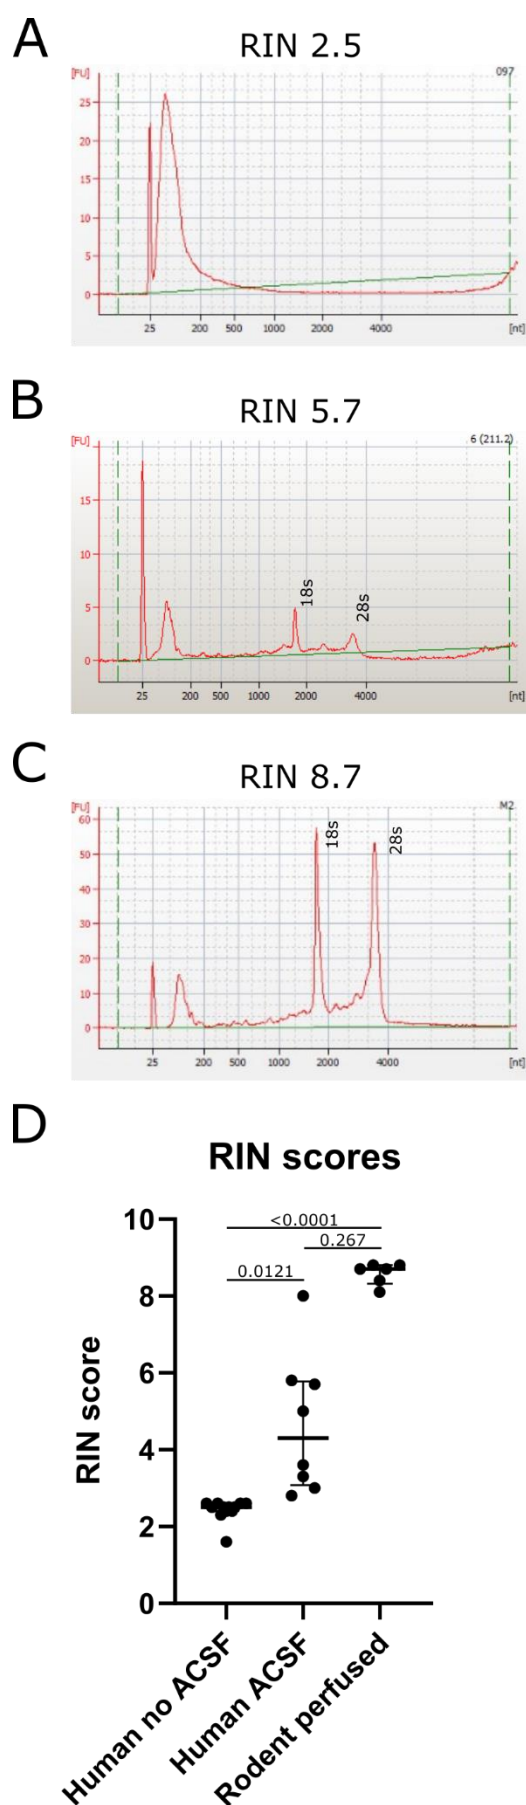 A
RIN 2.5
[FU]
097
25
20
15
10
5
0
25 200 500 1000 2000 4000 [nt]
B
RIN 5.7
[FU]
6 (211.2)
15
10
5
0
18s
28s
25 200 500 1000 2000 4000 [nt]
C
RIN 8.7
[FU]
M2
60
50
40
30
20
10
0
18s
28s
25 200 500 1000 2000 4000 [nt]
D
RIN scores
RIN score
10
8
6
4
2
0
<0.0001
0.267
0.0121
Human no ACSF
Human ACSF
Rodent perfused